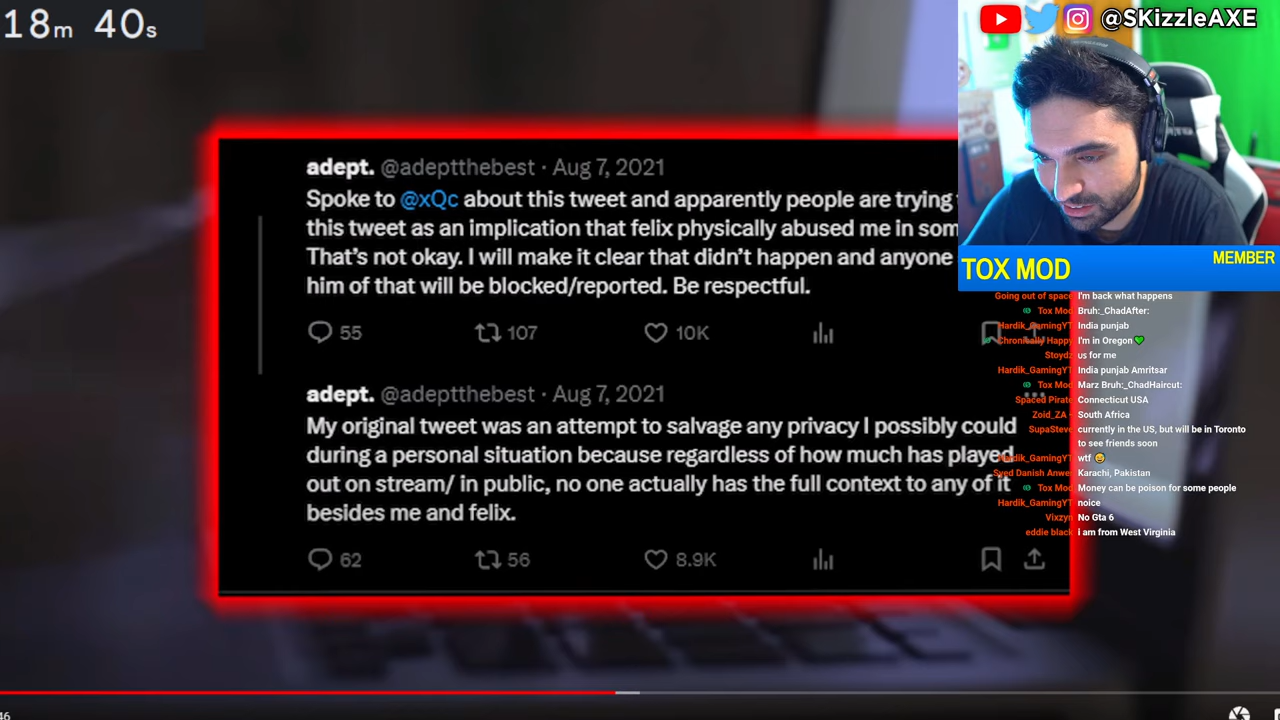 18m 40s
@SKizzleAXE
TOX MOD
MEMBER
adept. @adeptthebest · Aug 7, 2021
Spoke to @xQc about this tweet and apparently people are trying
this tweet as an implication that felix physically abused me in
That's not okay. I will make it clear that didn't happen and anyone
him of that will be blocked/reported. Be respectful.
55 107 10K
adept. @adeptthebest · Aug 7, 2021
My original tweet was an attempt to salvage any privacy I possibly could
during a personal situation because regardless of how much has played
out on stream/ in public, no one actually has the full context to any of it
besides me and felix.
62 56 8.9K
Going out of space I'm back what happens
Tox Mod Bruh:_ChadAfter:
Hardik_GamingYT India punjab
Chronically Happy I'm in Oregon 💚
Stoydz us for me
Hardik_GamingYT India punjab Amritsar
Tox Mod Marz Bruh:_ChadHaircut:
Spaced Pirate Connecticut USA
Zoid_ZA South Africa
SupaSteve currently in the US, but will be in Toronto
to see friends soon
Hardik_GamingYT wtf 😅
Syed Danish Anwer Karachi, Pakistan
Tox Mod Money can be poison for some people
Hardik_GamingYT noice
Vixzyn No Gta 6
eddie black i am from West Virginia
46